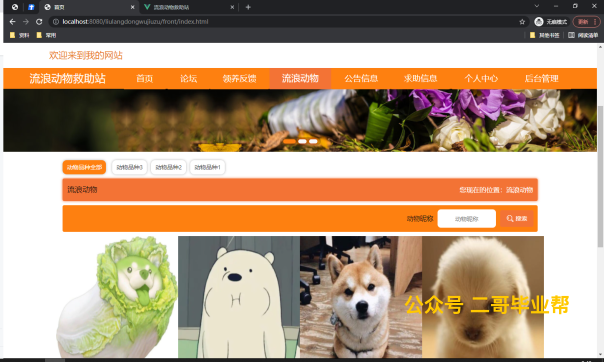 首页
流浪动物救助站
localhost:8080/liulangdongwujiuzu/front/index.html
无痕模式
更新
资料
常用
其他书签
阅读清单
欢迎来到我的网站
流浪动物救助站 首页 论坛 领养反馈 流浪动物 公告信息 求助信息 个人中心 后台管理
动物品种全部 动物品种3 动物品种2 动物品种1
流浪动物 您现在的位置：流浪动物
动物昵称 动物昵称 搜索
公众号 二哥毕业帮